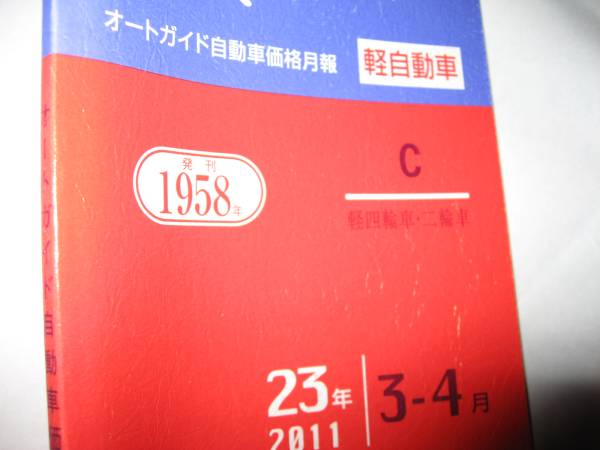 オートガイド自動車価格月報
軽自動車
発刊
1958年
C
軽四輪車・二輪車
23年
2011
3-4月
オートガイド自動車価